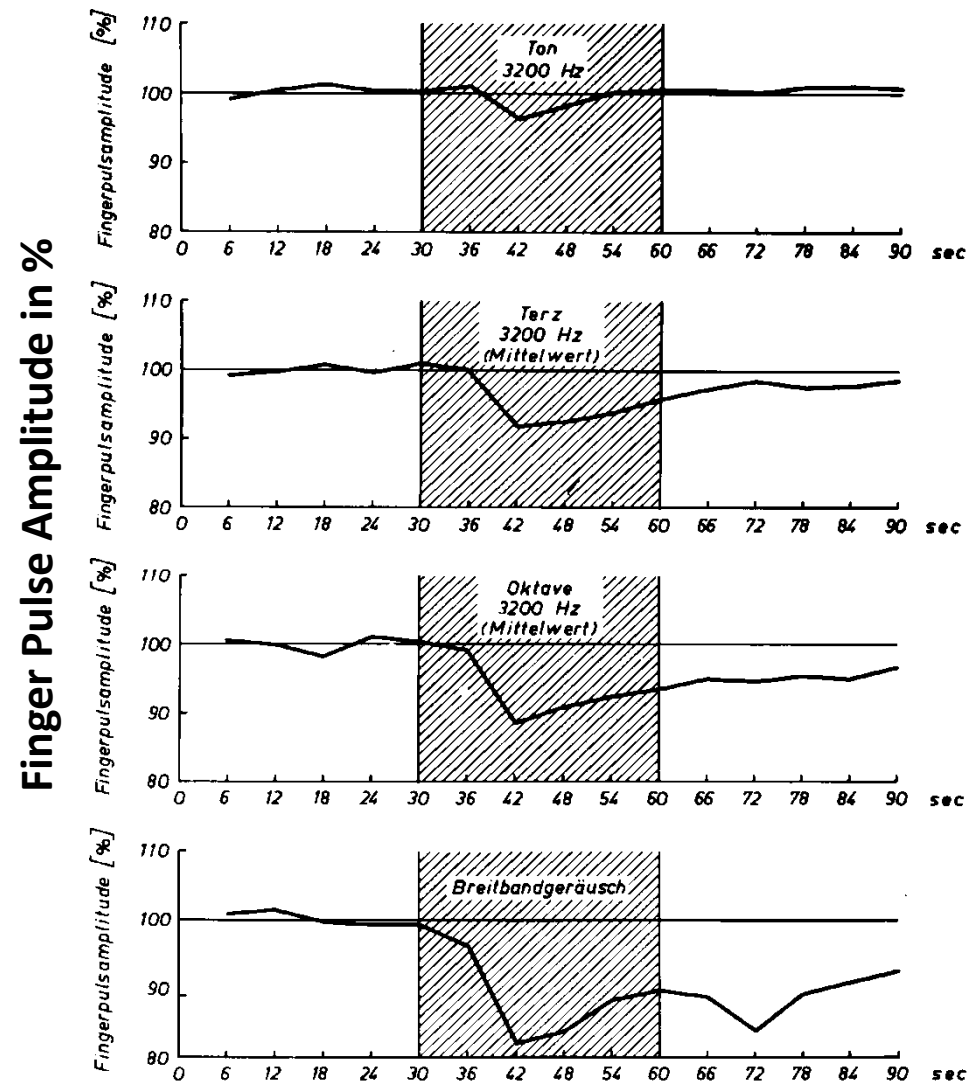 Finger Pulse Amplitude in %
Fingerpulsamplitude [%]
110
100
90
80
Ton
3200 Hz
0 6 12 18 24 30 36 42 48 54 60 66 72 78 84 90 sec
Fingerpulsamplitude [%]
110
100
90
80
Terz
3200 Hz
(Mittelwert)
0 6 12 18 24 30 36 42 48 54 60 66 72 78 84 90 sec
Fingerpulsamplitude [%]
110
100
90
80
Oktave
3200 Hz
(Mittelwert)
0 6 12 18 24 30 36 42 48 54 60 66 72 78 84 90 sec
Fingerpulsamplitude [%]
110
100
90
80
Breitbandgeräusch
0 6 12 18 24 30 36 42 48 54 60 66 72 78 84 90 sec